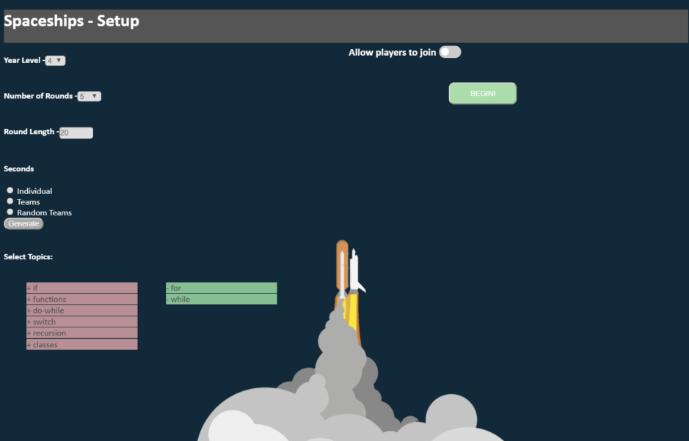 Spaceships - Setup
Allow players to join
Year Level - 4
BEGIN!
Number of Rounds - 5
Round Length - 20
Seconds
Individual
Teams
Random Teams
Generate
Select Topics:
+ if
+ functions
+ do-while
+ switch
+ recursion
+ classes
- for
- while